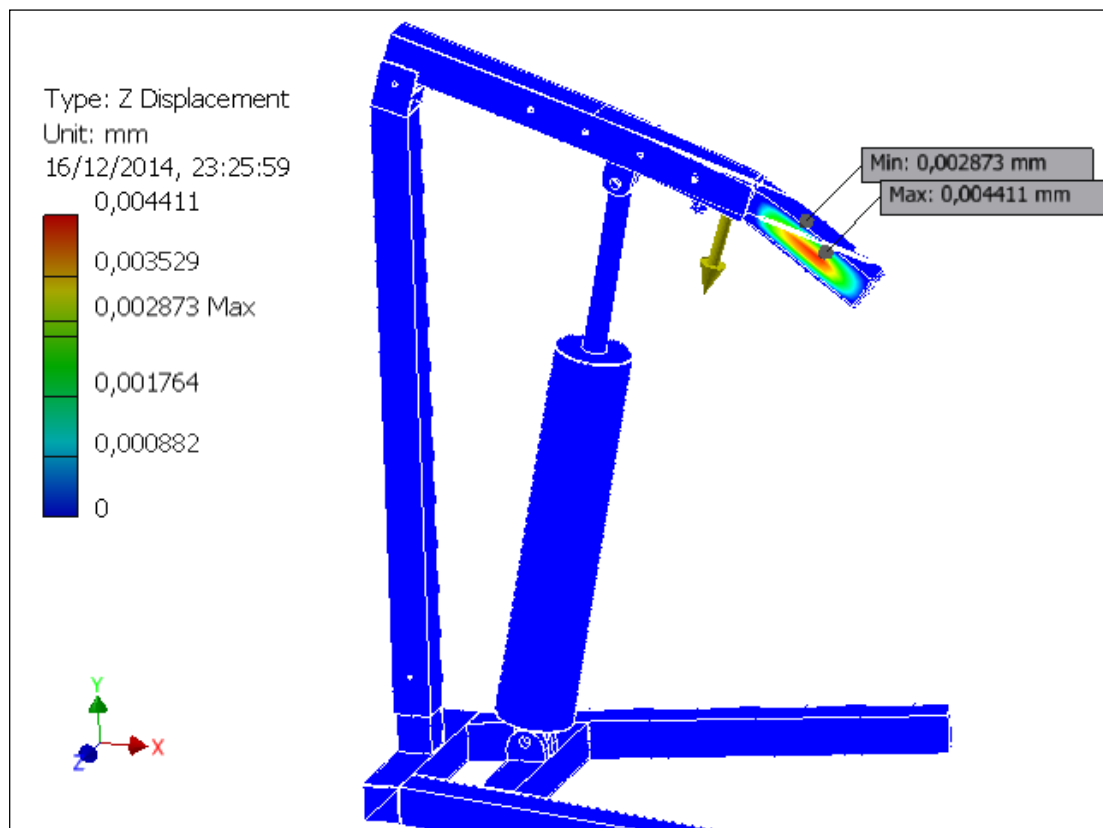 Type: Z Displacement
Unit: mm
16/12/2014, 23:25:59
0,004411
0,003529
0,002873 Max
0,001764
0,000882
0
Min: 0,002873 mm
Max: 0,004411 mm
Y
X
Z